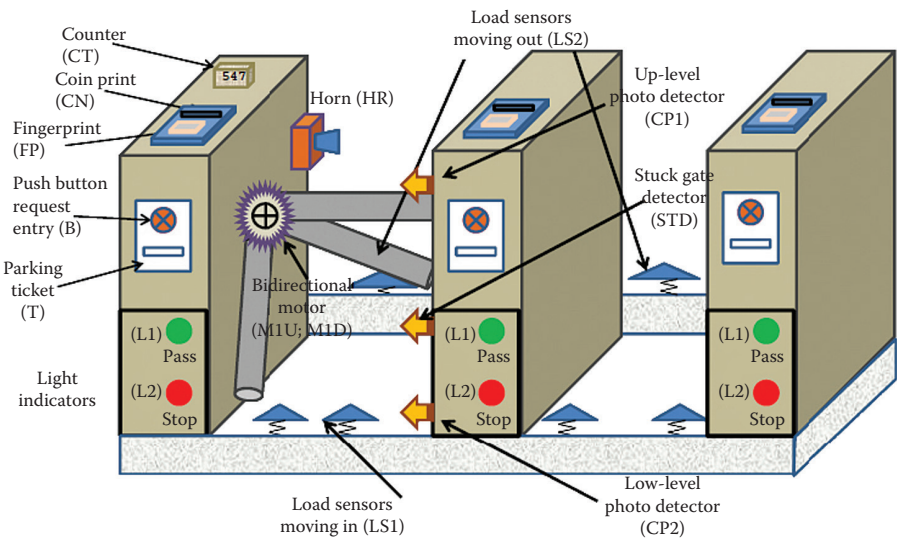 Counter
(CT)
547
Coin print
(CN)
Fingerprint
(FP)
Push button
request
entry (B)
Parking
ticket
(T)
Light
indicators
Horn (HR)
Load sensors
moving out (LS2)
Up-level
photo detector
(CP1)
Stuck gate
detector
(STD)
Bidirectional
motor
(M1U; M1D)
(L1)
Pass
(L2)
Stop
(L1)
Pass
(L2)
Stop
(L1)
Pass
(L2)
Stop
Load sensors
moving in (LS1)
Low-level
photo detector
(CP2)